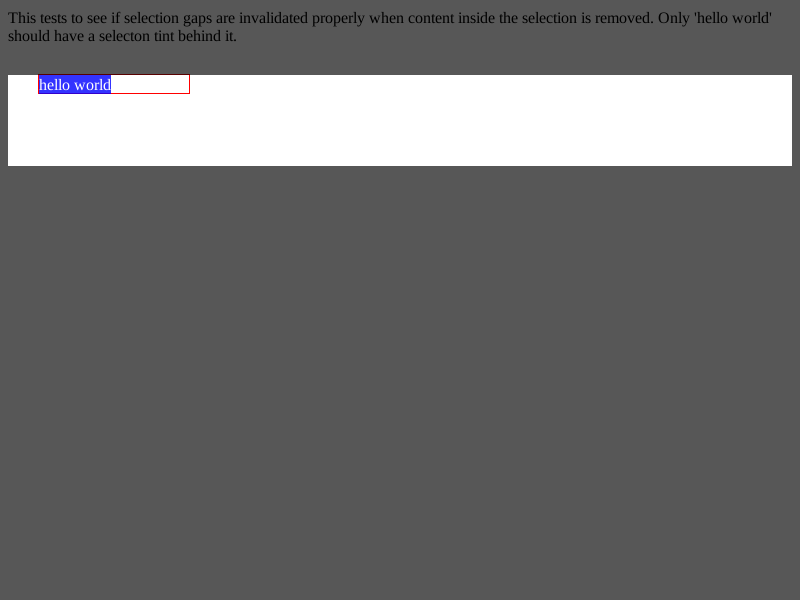 This tests to see if selection gaps are invalidated properly when content inside the selection is removed. Only 'hello world'
should have a selecton tint behind it.
hello world